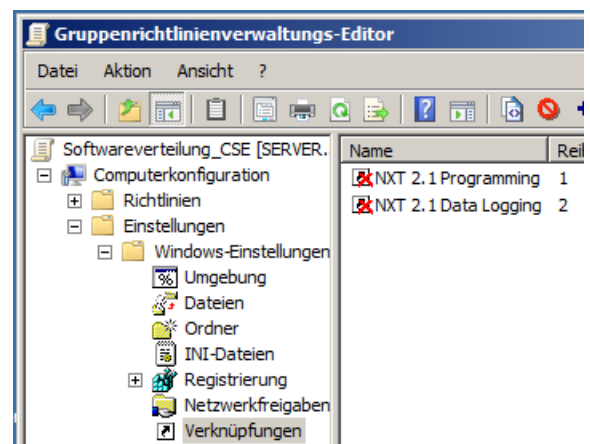 Gruppenrichtlinienverwaltungs-Editor
Datei Aktion Ansicht ?
Softwareverteilung_CSE [SERVER.
Computerkonfiguration
Richtlinien
Einstellungen
Windows-Einstellungen
Umgebung
Dateien
Ordner
INI-Dateien
Registrierung
Netzwerkfreigaben
Verknüpfungen
Name Reih
NXT 2.1 Programming 1
NXT 2.1 Data Logging 2